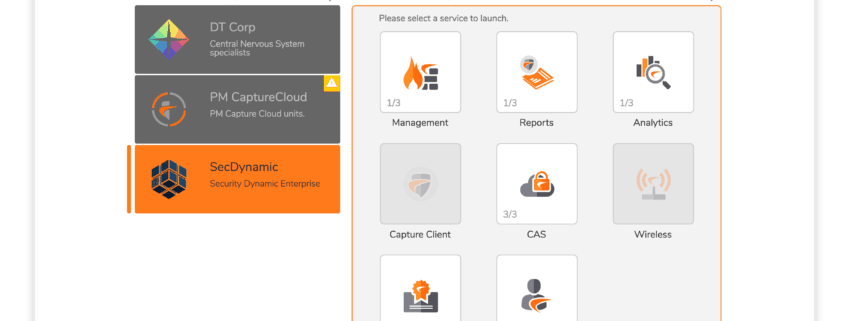 DT Corp
Central Nervous System
specialists
PM CaptureCloud
PM Capture Cloud units.
SecDynamic
Security Dynamic Enterprise
Please select a service to launch.
1/3
Management
1/3
Reports
1/3
Analytics
Capture Client
3/3
CAS
Wireless